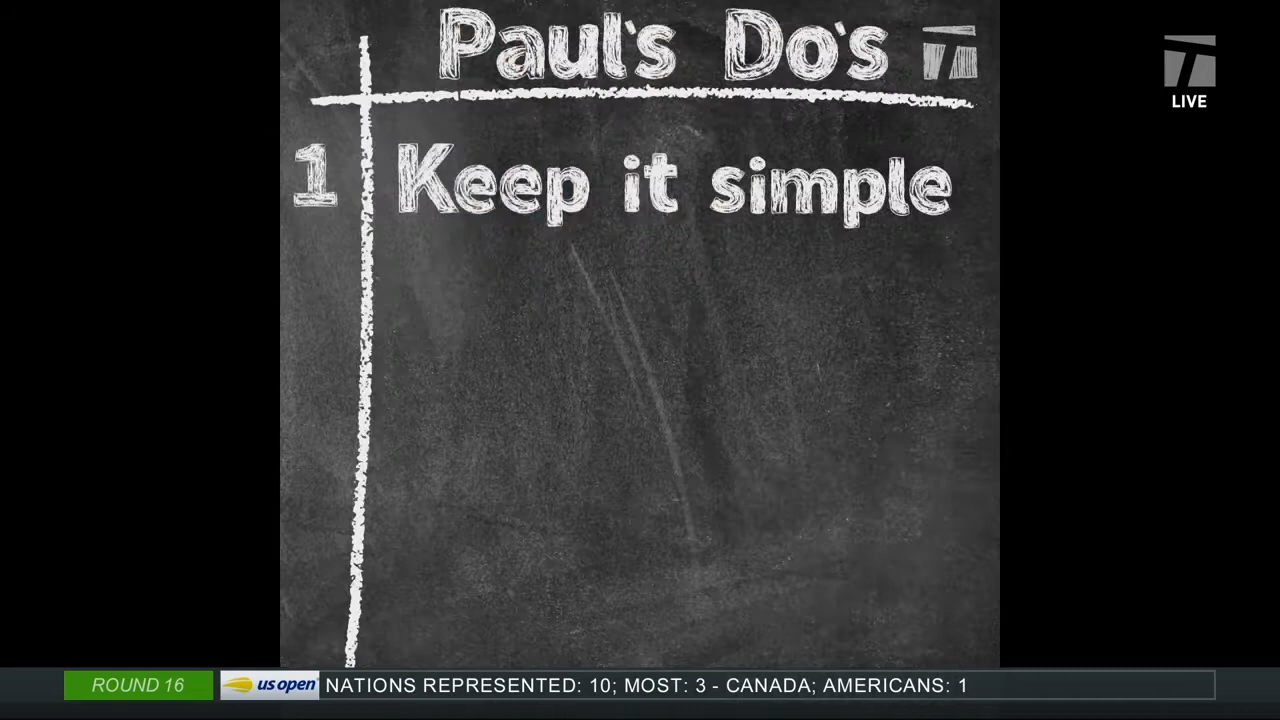 Paul's Do's T
T
LIVE
1 Keep it simple
ROUND 16 us open NATIONS REPRESENTED: 10; MOST: 3 - CANADA; AMERICANS: 1